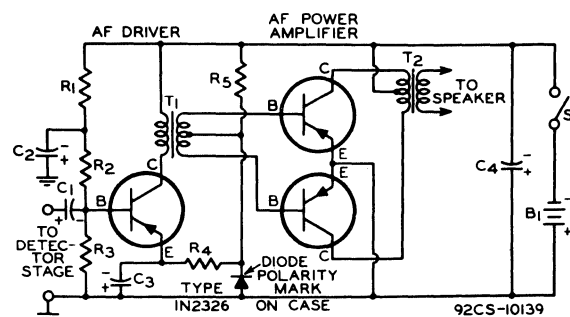 AF DRIVER
AF POWER
AMPLIFIER
R1
R5
T1
T2
C
B
TO
SPEAKER
S
C2
- +
R2
C
E
C4
- +
B1
- +
C1
+ -
B
E
B
TO
DETEC-
TOR
STAGE
R3
E
R4
C
C3
- +
DIODE
POLARITY
MARK
ON CASE
TYPE
IN2326
92CS-10139